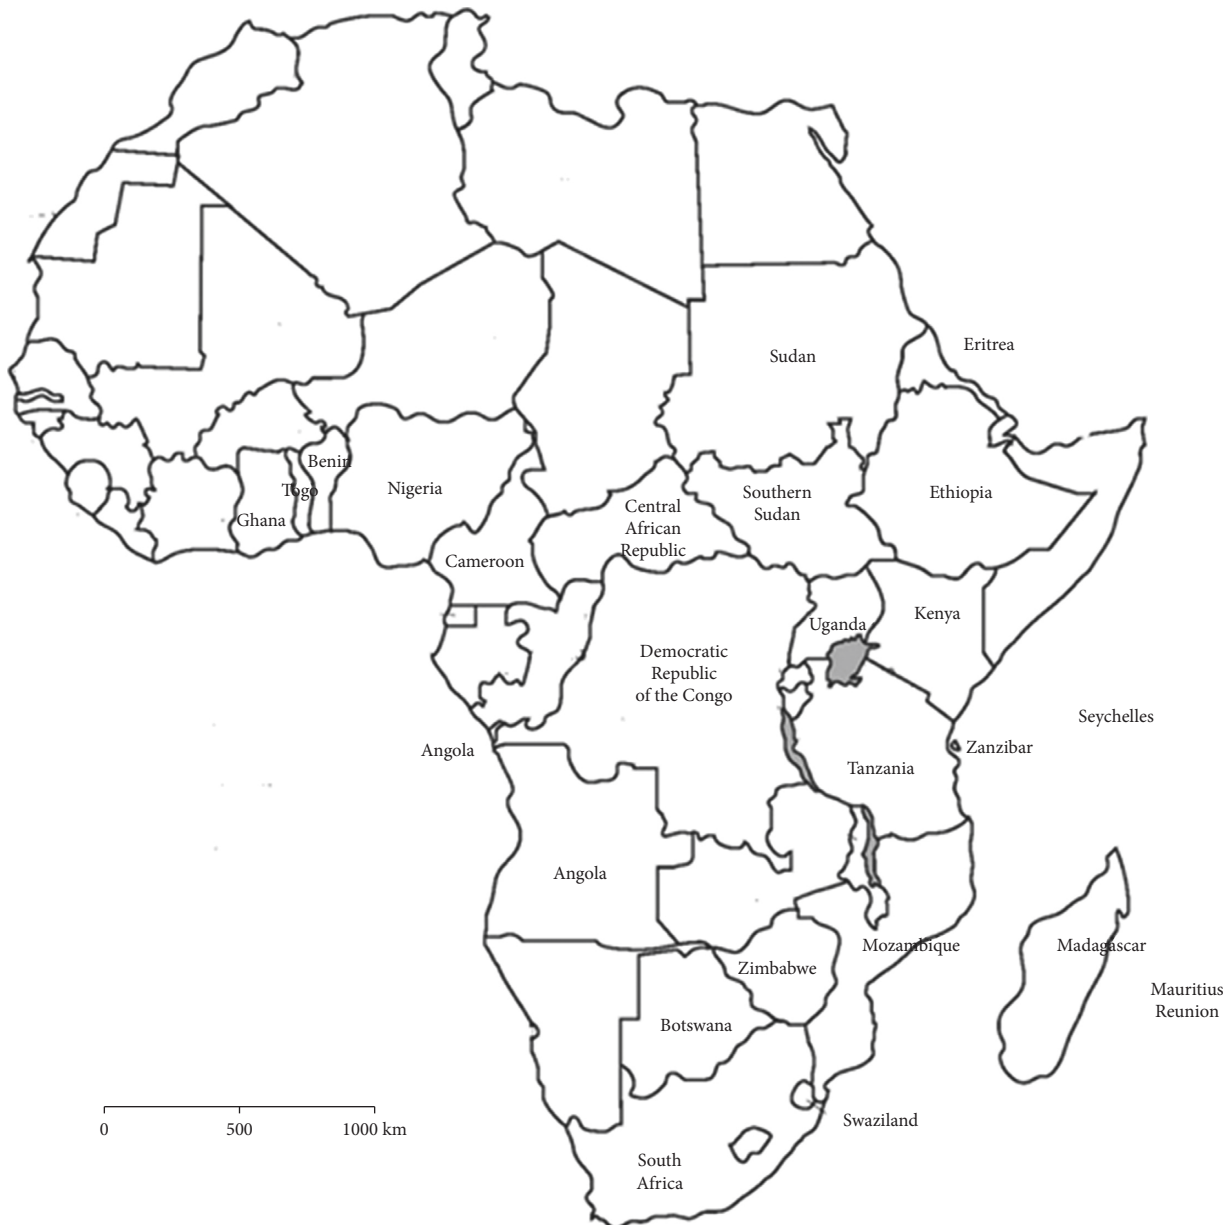 Eritrea
Sudan
Benin
Togo
Nigeria
Ghana
Southern
Sudan
Ethiopia
Central
African
Republic
Cameroon
Uganda
Kenya
Democratic
Republic
of the Congo
Seychelles
Angola
Zanzibar
Tanzania
Angola
Mozambique
Madagascar
Zimbabwe
Mauritius
Reunion
Botswana
Swaziland
0 500 1000 km
South
Africa